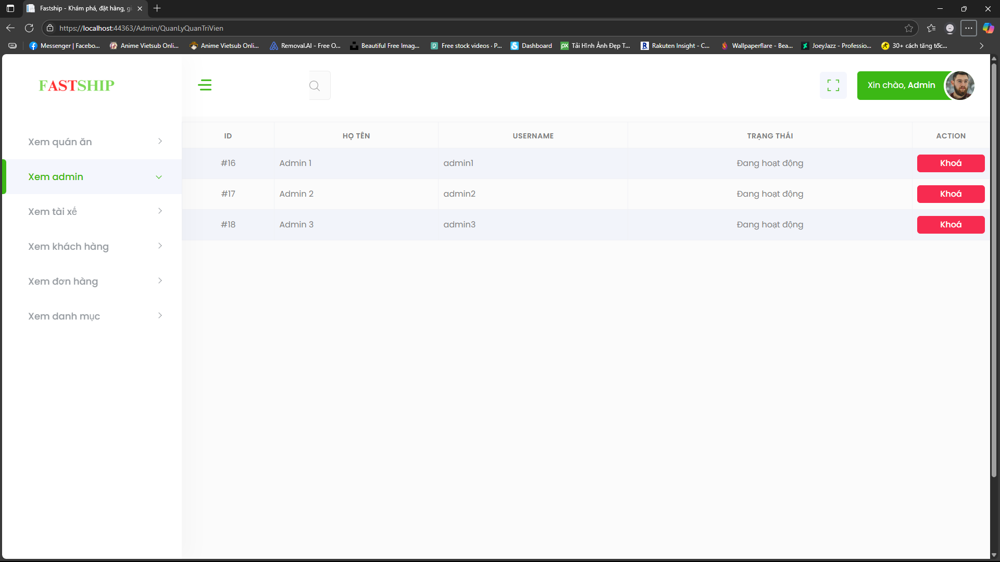 Fastship - Khám phá, đặt hàng, gi
https://localhost:44363/Admin/QuanLyQuanTriVien
Messenger | Facebo...
Anime Vietsub Onli...
Anime Vietsub Onli...
Removal.AI - Free O...
Beautiful Free Imag...
Free stock videos · P...
Dashboard
Tải Hình Ảnh Đẹp T...
Rakuten Insight - C...
Wallpaperflare - Bea...
JoeyJazz - Professio...
30+ cách tăng tốc...
FASTSHIP
Xin chào, Admin
Xem quán ăn
Xem admin
Xem tài xế
Xem khách hàng
Xem đơn hàng
Xem danh mục
ID HỌ TÊN USERNAME TRẠNG THÁI ACTION
#16 Admin 1 admin1 Đang hoạt động Khoá
#17 Admin 2 admin2 Đang hoạt động Khoá
#18 Admin 3 admin3 Đang hoạt động Khoá